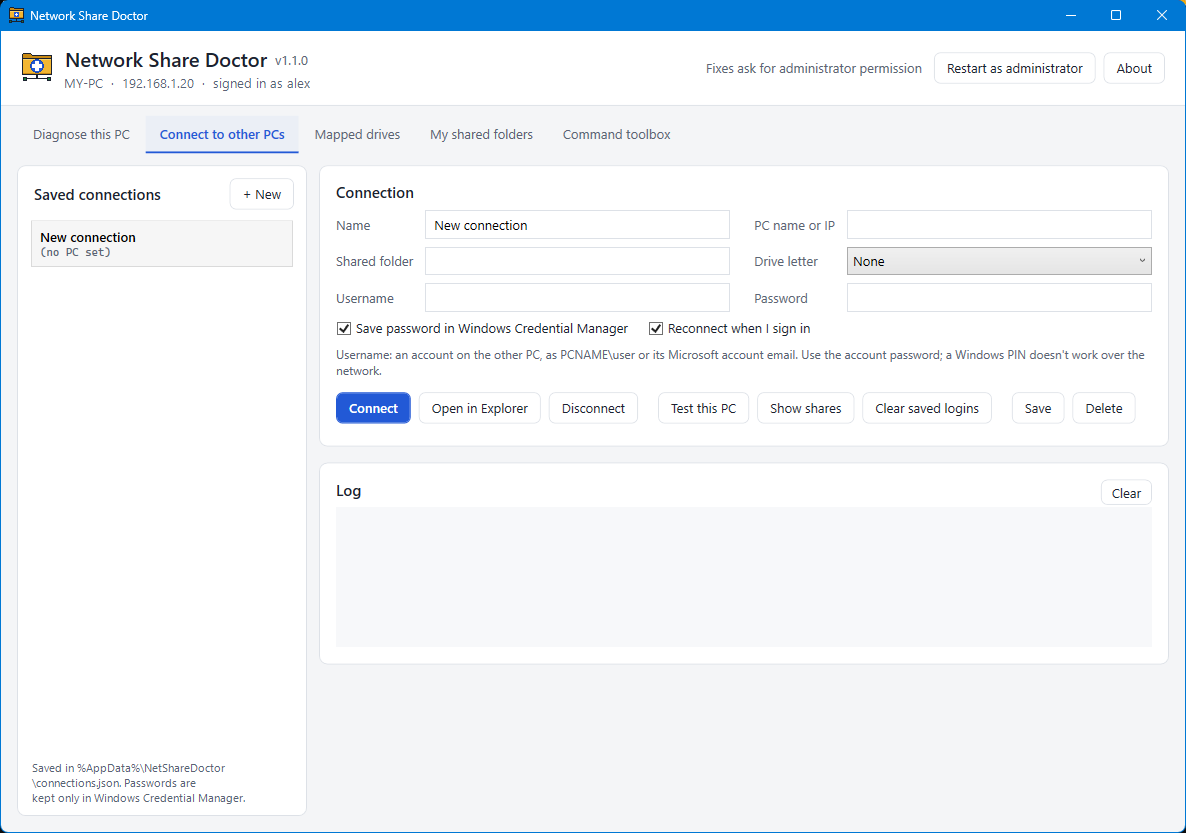 Network Share Doctor
Network Share Doctor v1.1.0
MY-PC · 192.168.1.20 · signed in as alex
Fixes ask for administrator permission
Restart as administrator
About
Diagnose this PC
Connect to other PCs
Mapped drives
My shared folders
Command toolbox
Saved connections
+ New
New connection
(no PC set)
Saved in %AppData%\NetShareDoctor
\connections.json. Passwords are
kept only in Windows Credential Manager.
Connection
Name
New connection
PC name or IP
Shared folder
Drive letter
None
Username
Password
Save password in Windows Credential Manager
Reconnect when I sign in
Username: an account on the other PC, as PCNAME\user or its Microsoft account email. Use the account password; a Windows PIN doesn't work over the
network.
Connect
Open in Explorer
Disconnect
Test this PC
Show shares
Clear saved logins
Save
Delete
Log
Clear